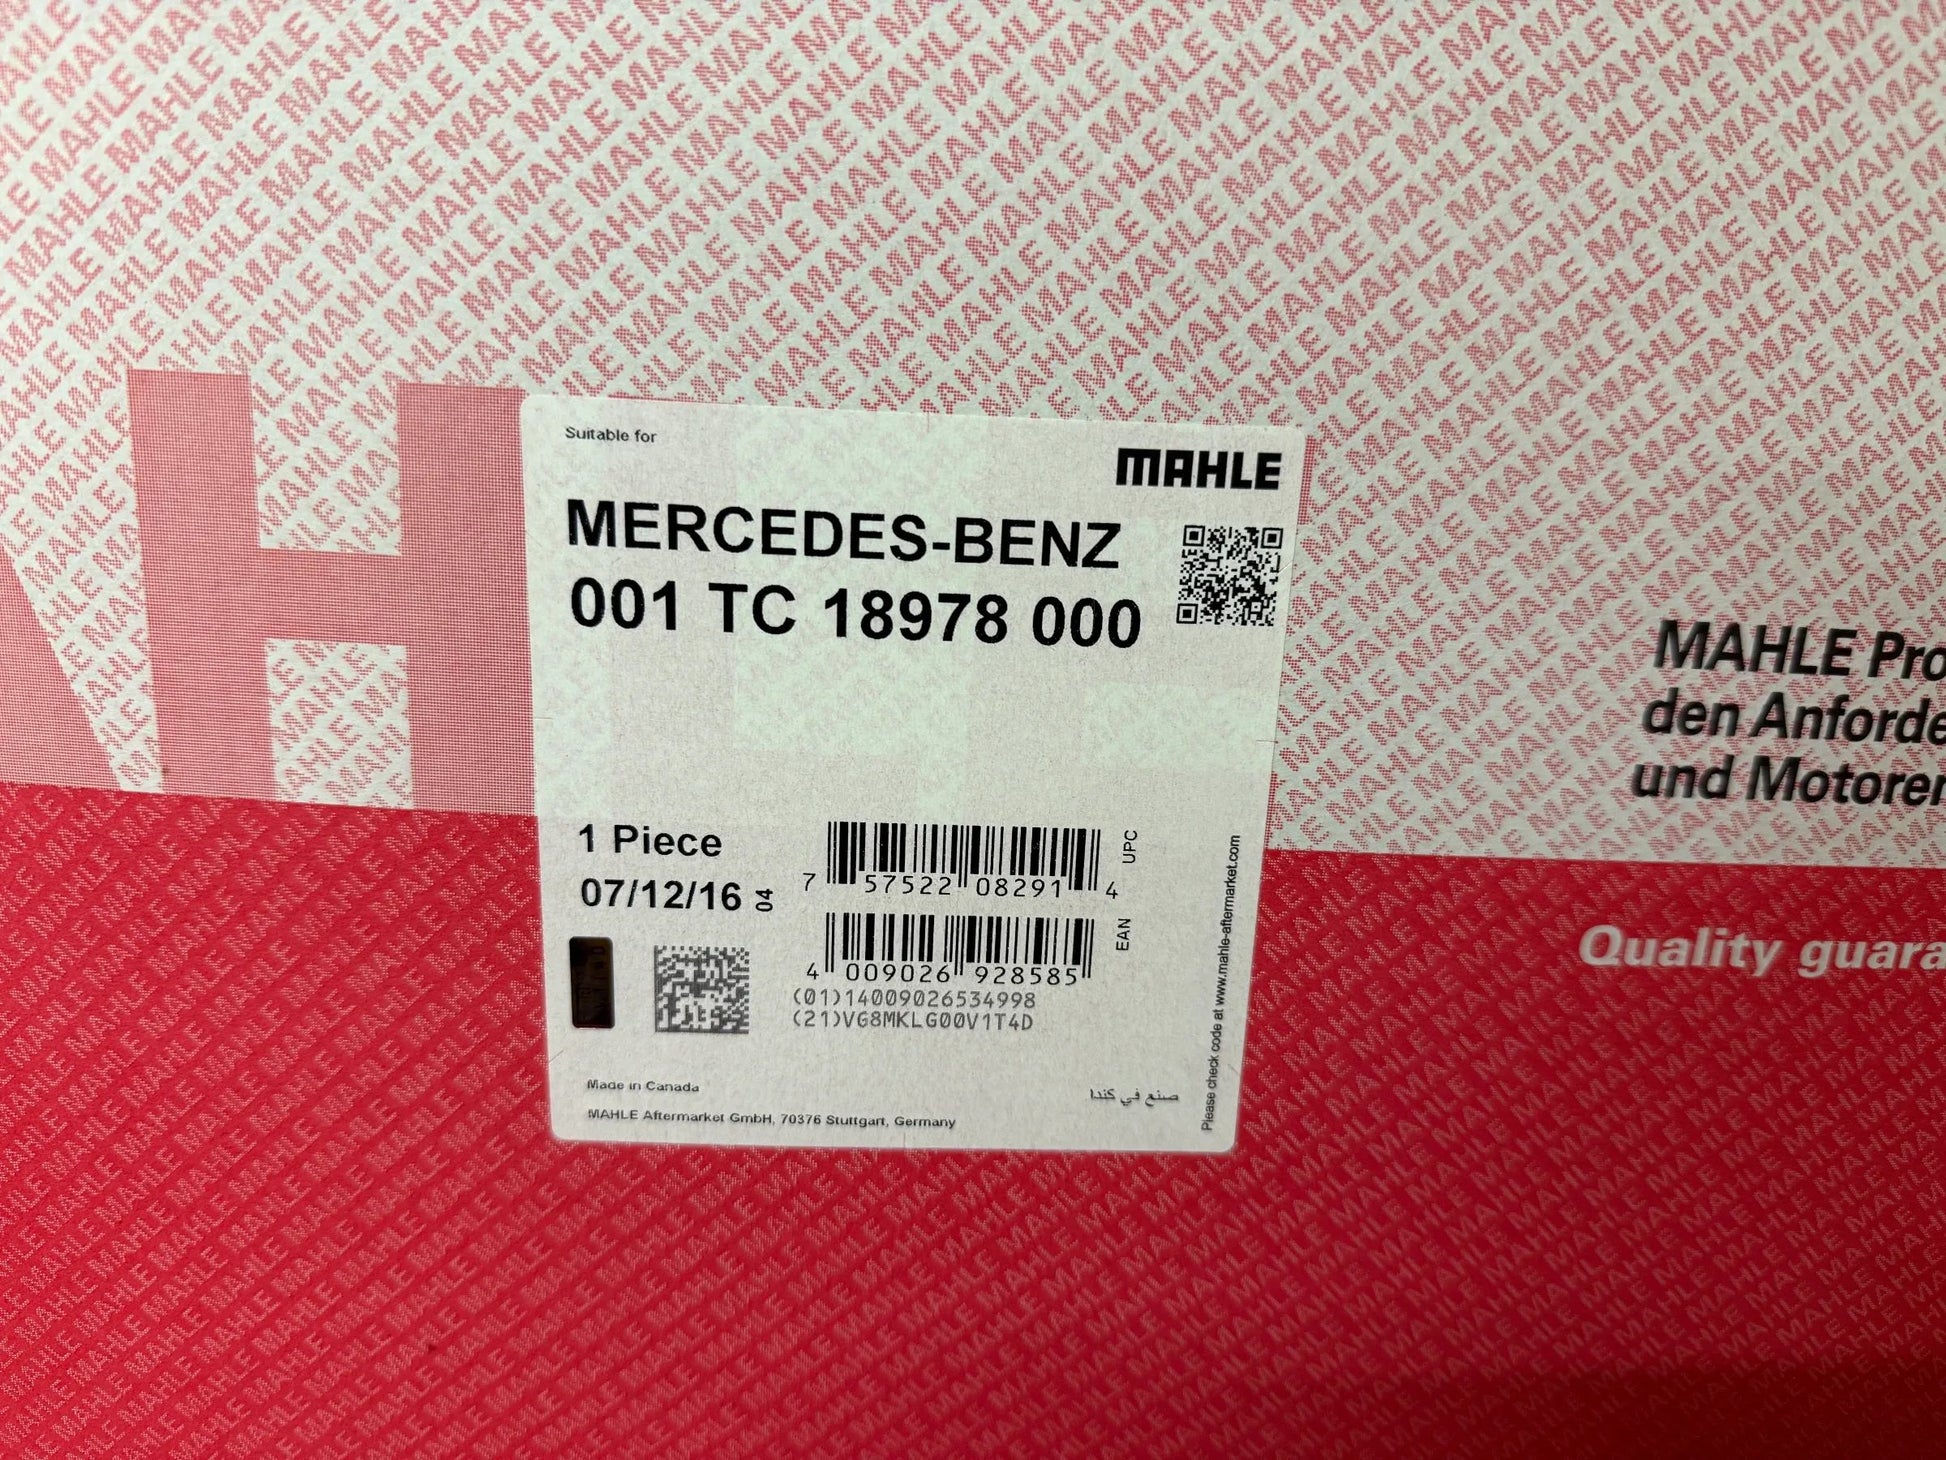 Suitable for
MAHLE
MERCEDES-BENZ
001 TC 18978 000
MAHLE Pro
den Anforde
und Motoren
1 Piece
07/12/16 04
7 57522 08291 4
UPC
4 009026 928585
EAN
(01)14009026534998
(21)VG8MKLG00V1T4D
Please check code at www.mahle-aftermarket.com
Quality guara
Made in Canada
صنع في كندا
MAHLE Aftermarket GmbH, 70376 Stuttgart, Germany